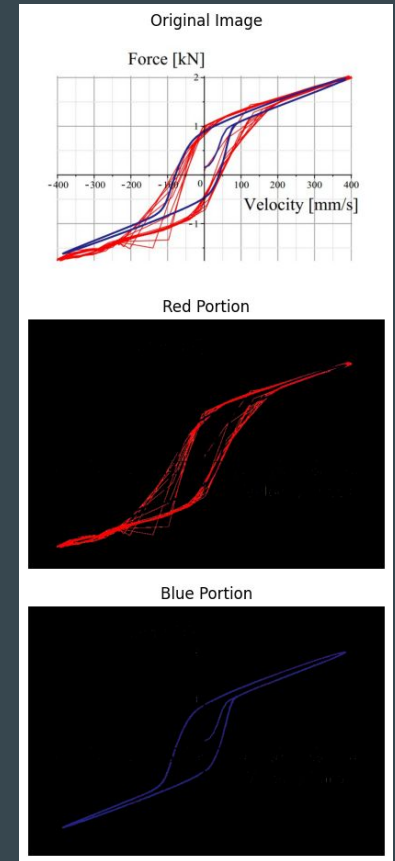 Original Image
Force [kN]
2
1
-400 -300 -200 -100 0 100 200 300 400
Velocity [mm/s]
-1
Red Portion
Blue Portion